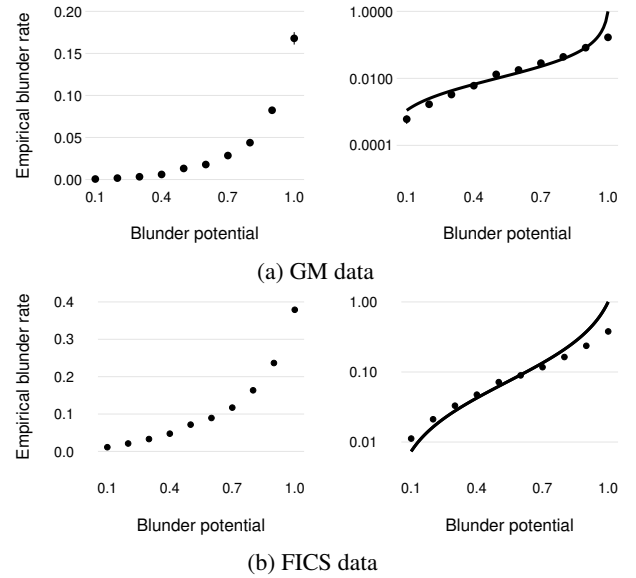 Empirical blunder rate
0.20
0.15
0.10
0.05
0.00
0.1 0.4 0.7 1.0
Blunder potential
1.0000
0.0100
0.0001
0.1 0.4 0.7 1.0
Blunder potential
(a) GM data
Empirical blunder rate
0.4
0.3
0.2
0.1
0.0
0.1 0.4 0.7 1.0
Blunder potential
1.00
0.10
0.01
0.1 0.4 0.7 1.0
Blunder potential
(b) FICS data